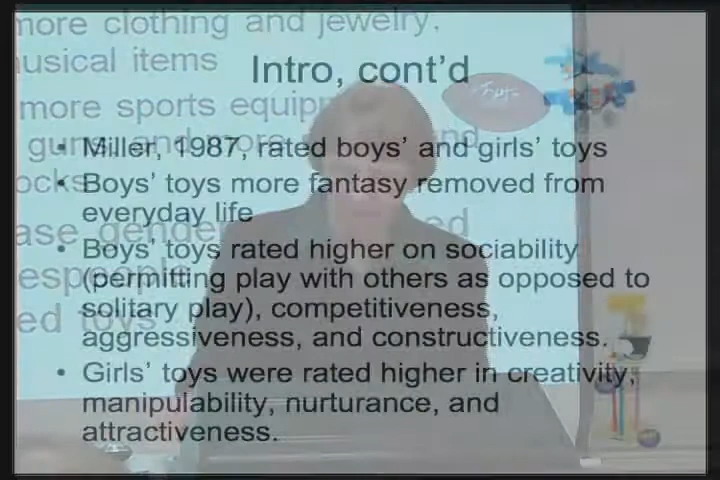 more clothing and jewelry.
musical items
Intro, cont'd
more sports equip
• Miller, 1987, rated boys' and girls' toys
• Boys' toys more fantasy removed from
everyday life
• Boys' toys rated higher on sociability
(permitting play with others as opposed to
solitary play), competitiveness,
aggressiveness, and constructiveness.
• Girls' toys were rated higher in creativity,
manipulability, nurturance, and
attractiveness.